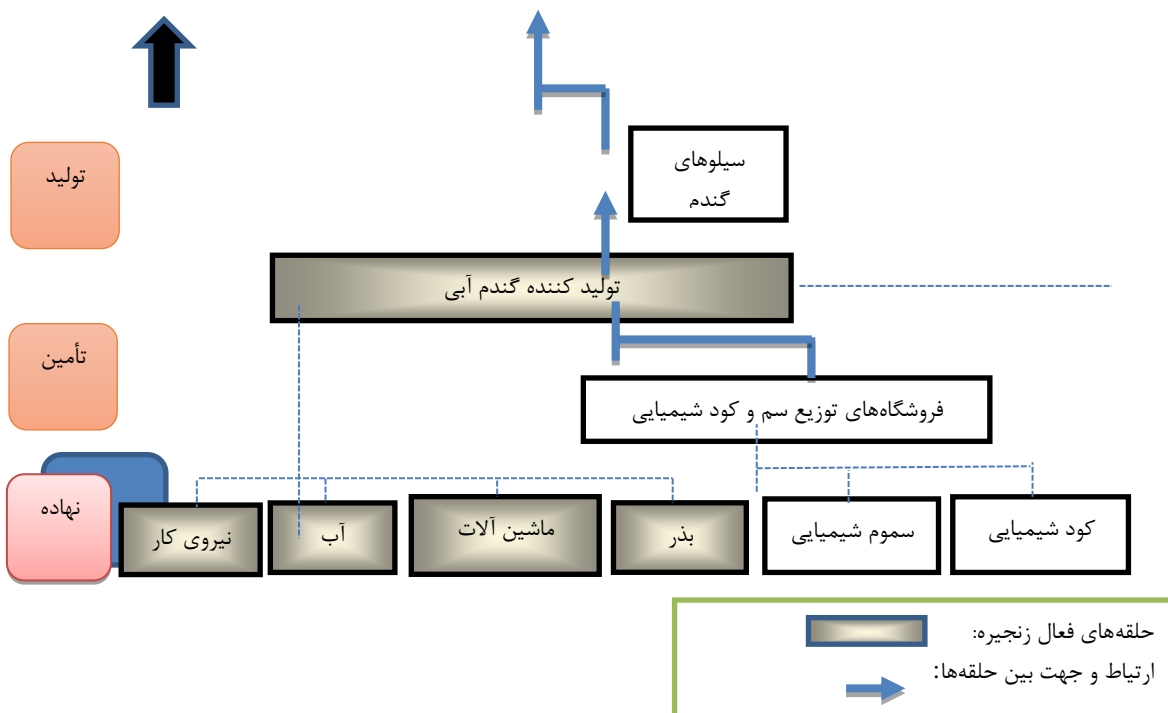 سیلوهای
گندم
تولید
تولید کننده گندم آبی
تأمین
فروشگاه‌های توزیع سم و کود شیمیایی
نهاده
کود شیمیایی
سموم شیمیایی
بذر
ماشین آلات
آب
نیروی کار
حلقه‌های فعال زنجیره:
ارتباط و جهت بین حلقه‌ها: